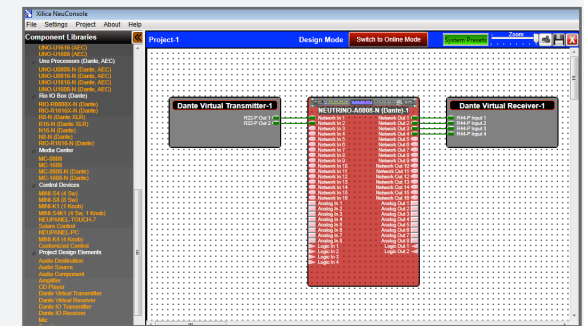 Xilica NeuConsole
File Settings Project About Help
Component Libraries
Project-1
Design Mode
Switch to Online Mode
System Presets
Zoom
UNO-U1616 (AEC)
UNO-U1608 (AEC)
Uno Processors (Dante, AEC)
UNO-U0808-N (Dante, AEC)
UNO-U0816-N (Dante, AEC)
UNO-U1616-N (Dante, AEC)
UNO-U1608-N (Dante, AEC)
Rio IO Box (Dante)
RIO-R0808X-N (Dante)
RIO-R1616X-N (Dante)
R8-N (Dante XLR)
R16-N (Dante XLR)
N16-N (Dante)
N8-N (Dante)
RIO-R1616-N (Dante)
Media Center
MC-0808
MC-1608
MC-0808-N (Dante)
MC-1608-N (Dante)
Control Devices
MINI-S4 (4 Sw)
MINI-S8 (8 Sw)
MINI-K1 (1 Knob)
MINI-S4K1 (4 Sw, 1 Knob)
NEUPANEL-TOUCH-7
Solaro Control
NEUPANEL-PC
MINI-K4 (4 Knob)
Customized Control
Project Design Elements
Audio Destination
Audio Source
Audio Component
Amplifier
CD Player
Dante Virtual Transmitter
Dante Virtual Receiver
Dante IO Transmitter
Dante IO Receiver
Mic
Dante Virtual Transmitter-1
R22-P Out 1
R22-P Out 2
NEUTRINO-A0808-N (Dante)-1
Network In 1 Network Out 1
Network In 2 Network Out 2
Network In 3 Network Out 3
Network In 4 Network Out 4
Network In 5 Network Out 5
Network In 6 Network Out 6
Network In 7 Network Out 7
Network In 8 Network Out 8
Network In 9 Network Out 9
Network In 10 Network Out 10
Network In 11 Network Out 11
Network In 12 Network Out 12
Network In 13 Network Out 13
Network In 14 Network Out 14
Network In 15 Network Out 15
Network In 16 Network Out 16
Analog In 1 Analog Out 1
Analog In 2 Analog Out 2
Analog In 3 Analog Out 3
Analog In 4 Analog Out 4
Analog In 5 Analog Out 5
Analog In 6 Analog Out 6
Analog In 7 Analog Out 7
Analog In 8 Analog Out 8
Logic In 1 Logic Out 1
Logic In 2 Logic Out 2
Logic In 3
Logic In 4
Dante Virtual Receiver-1
R44-P Input 1
R44-P Input 2
R44-P Input 3
R44-P Input 4